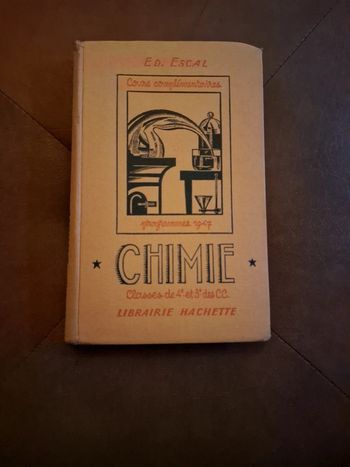 ED. ESCAL
Cours complémentaires
programmes 1947
★ CHIMIE ★
Classes de 4e et 3e des C.C.
LIBRAIRIE HACHETTE